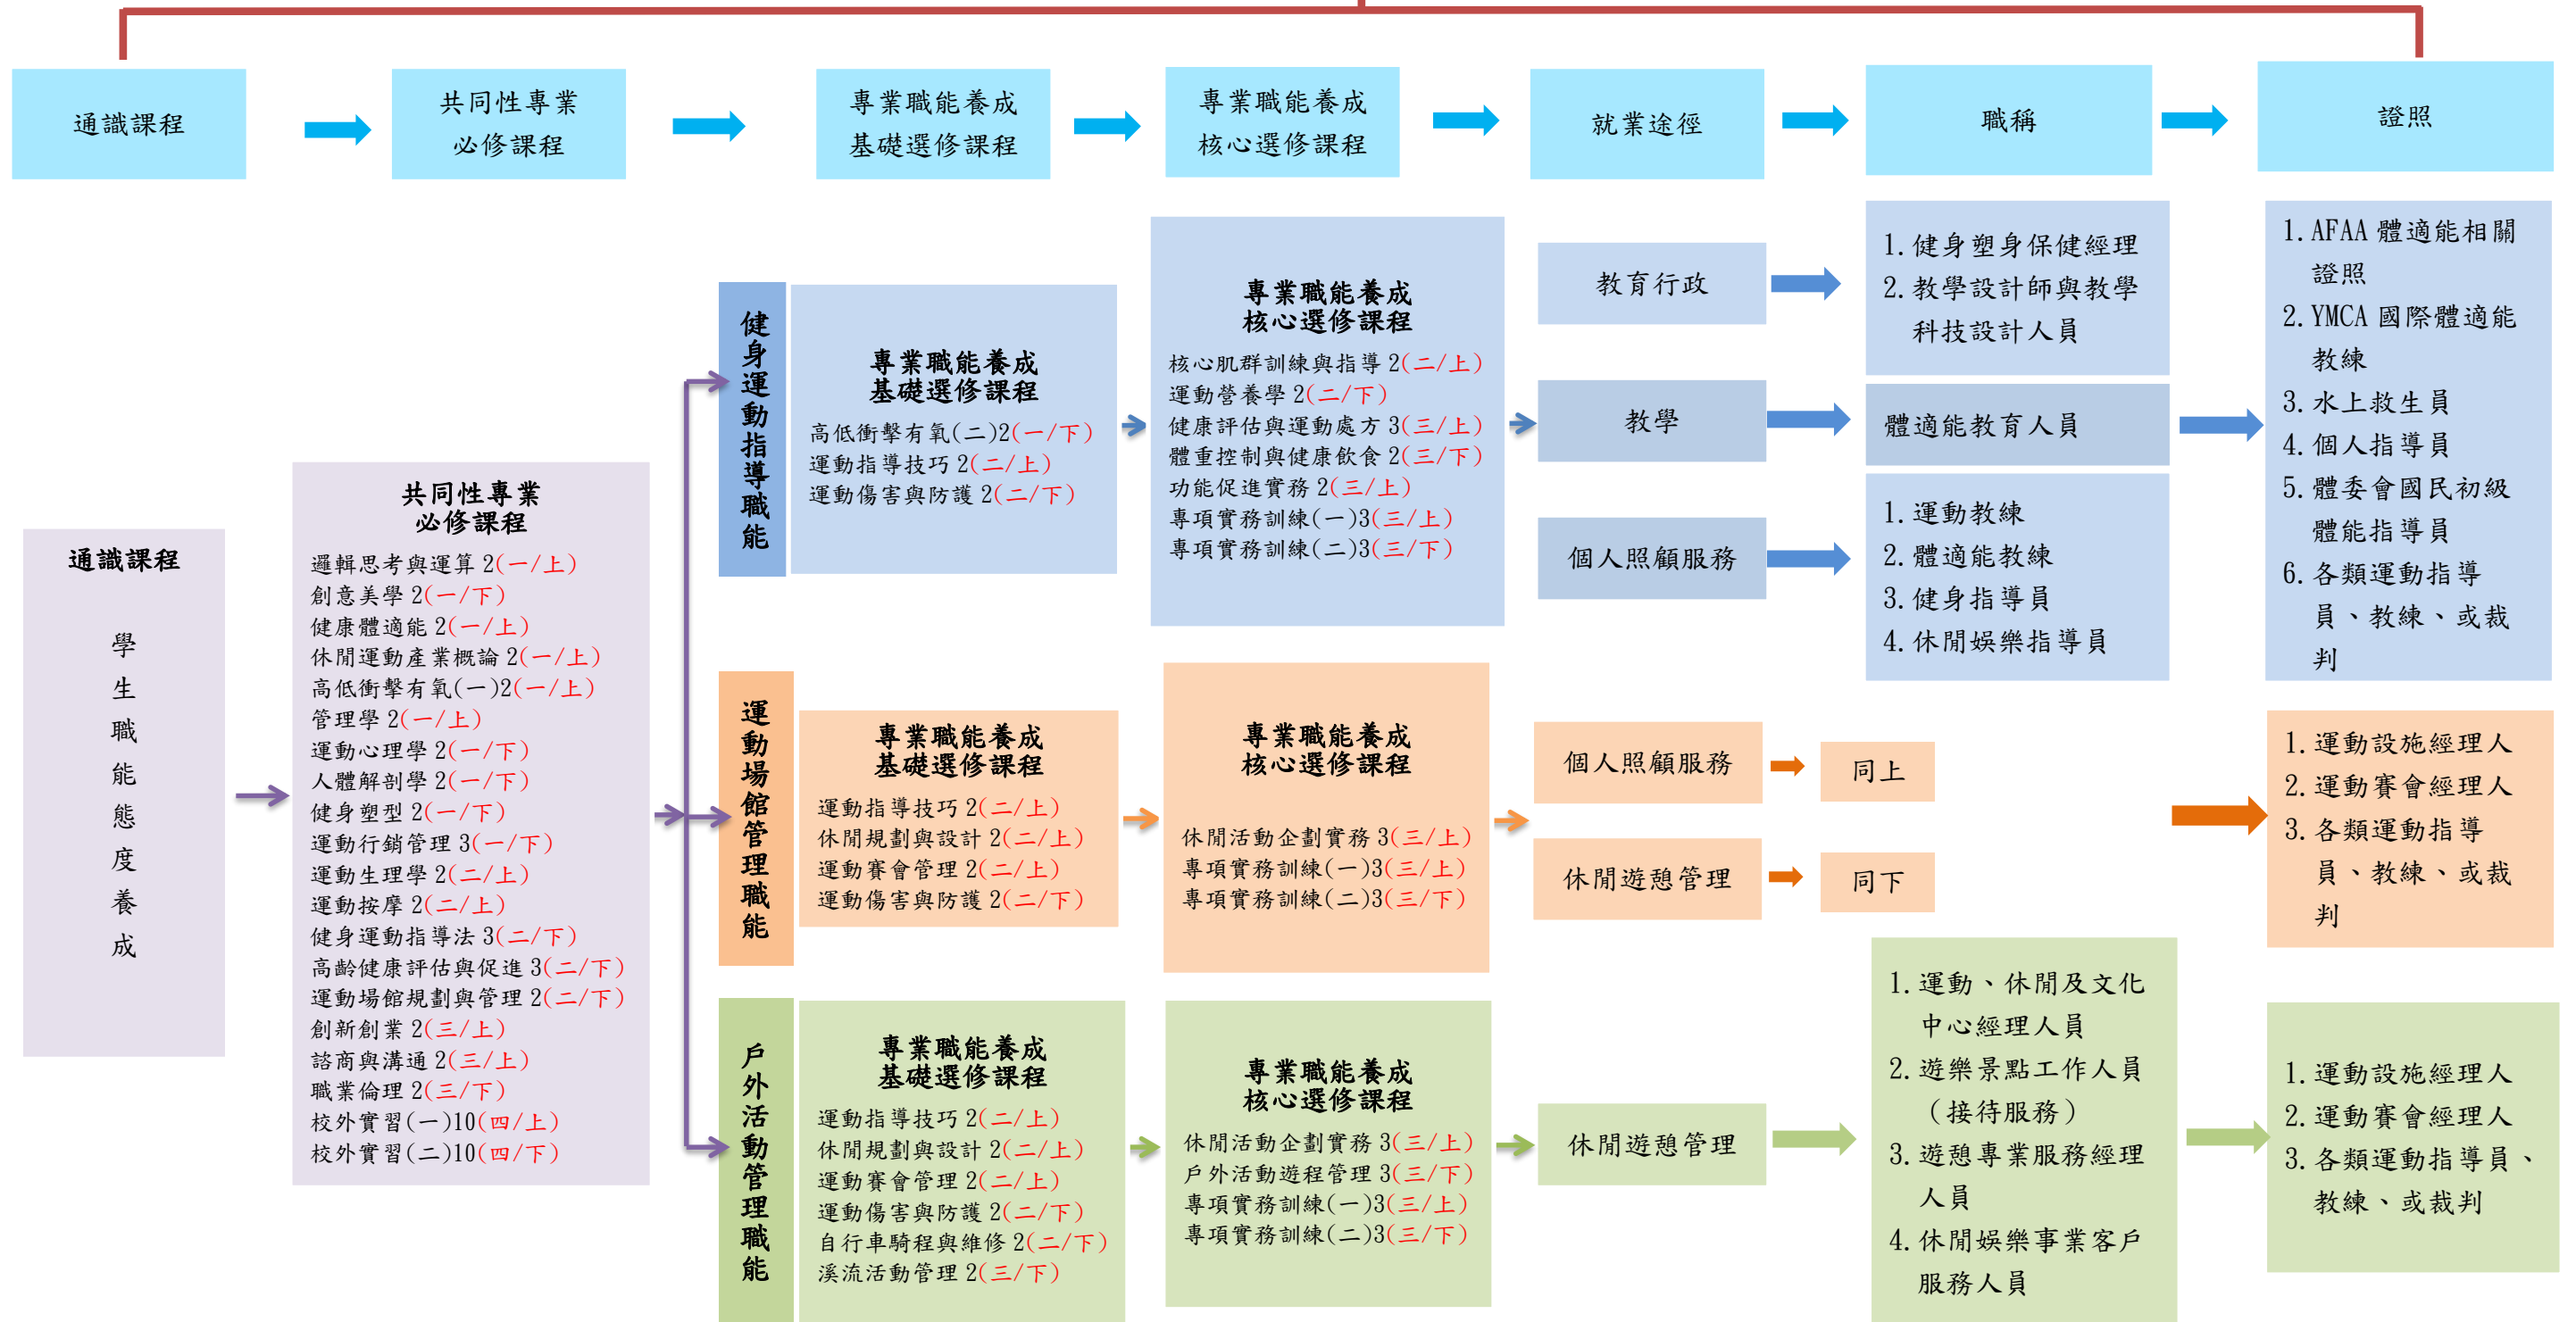 通識課程
共同性專業
必修課程
專業職能養成
基礎選修課程
專業職能養成
核心選修課程
就業途徑
職稱
證照
通識課程
學
生
職
能
態
度
養
成
共同性專業
必修課程
邏輯思考與運算 2(一/上)
創意美學 2(一/下)
健康體適能 2(一/上)
休閒運動產業概論 2(一/上)
高低衝擊有氧(一)2(一/上)
管理學 2(一/上)
運動心理學 2(一/下)
人體解剖學 2(一/下)
健身塑型 2(一/下)
運動行銷管理 3(一/下)
運動生理學 2(二/上)
運動按摩 2(二/上)
健身運動指導法 3(二/下)
高齡健康評估與促進 3(二/下)
運動場館規劃與管理 2(二/下)
創新創業 2(三/上)
諮商與溝通 2(三/上)
職業倫理 2(三/下)
校外實習(一)10(四/上)
校外實習(二)10(四/下)
健
身
運
動
指
導
職
能
專業職能養成
基礎選修課程
高低衝擊有氧(二)2(一/下)
運動指導技巧 2(二/上)
運動傷害與防護 2(二/下)
專業職能養成
核心選修課程
核心肌群訓練與指導 2(二/上)
運動營養學 2(二/下)
健康評估與運動處方 3(三/上)
體重控制與健康飲食 2(三/下)
功能促進實務 2(三/上)
專項實務訓練(一)3(三/上)
專項實務訓練(二)3(三/下)
教育行政
教學
個人照顧服務
1. 健身塑身保健經理
2. 教學設計師與教學
科技設計人員
體適能教育人員
1. 運動教練
2. 體適能教練
3. 健身指導員
4. 休閒娛樂指導員
1. AFAA 體適能相關
證照
2. YMCA 國際體適能
教練
3. 水上救生員
4. 個人指導員
5. 體委會國民初級
體能指導員
6. 各類運動指導
員、教練、或裁
判
運
動
場
館
管
理
職
能
專業職能養成
基礎選修課程
運動指導技巧 2(二/上)
休閒規劃與設計 2(二/上)
運動賽會管理 2(二/上)
運動傷害與防護 2(二/下)
專業職能養成
核心選修課程
休閒活動企劃實務 3(三/上)
專項實務訓練(一)3(三/上)
專項實務訓練(二)3(三/下)
個人照顧服務
同上
休閒遊憩管理
同下
1. 運動設施經理人
2. 運動賽會經理人
3. 各類運動指導
員、教練、或裁
判
戶
外
活
動
管
理
職
能
專業職能養成
基礎選修課程
運動指導技巧 2(二/上)
休閒規劃與設計 2(二/上)
運動賽會管理 2(二/上)
運動傷害與防護 2(二/下)
自行車騎程與維修 2(二/下)
溪流活動管理 2(三/下)
專業職能養成
核心選修課程
休閒活動企劃實務 3(三/上)
戶外活動遊程管理 3(三/下)
專項實務訓練(一)3(三/上)
專項實務訓練(二)3(三/下)
休閒遊憩管理
1. 運動、休閒及文化
中心經理人員
2. 遊樂景點工作人員
（接待服務）
3. 遊憩專業服務經理
人員
4. 休閒娛樂事業客戶
服務人員
1. 運動設施經理人
2. 運動賽會經理人
3. 各類運動指導員、
教練、或裁判